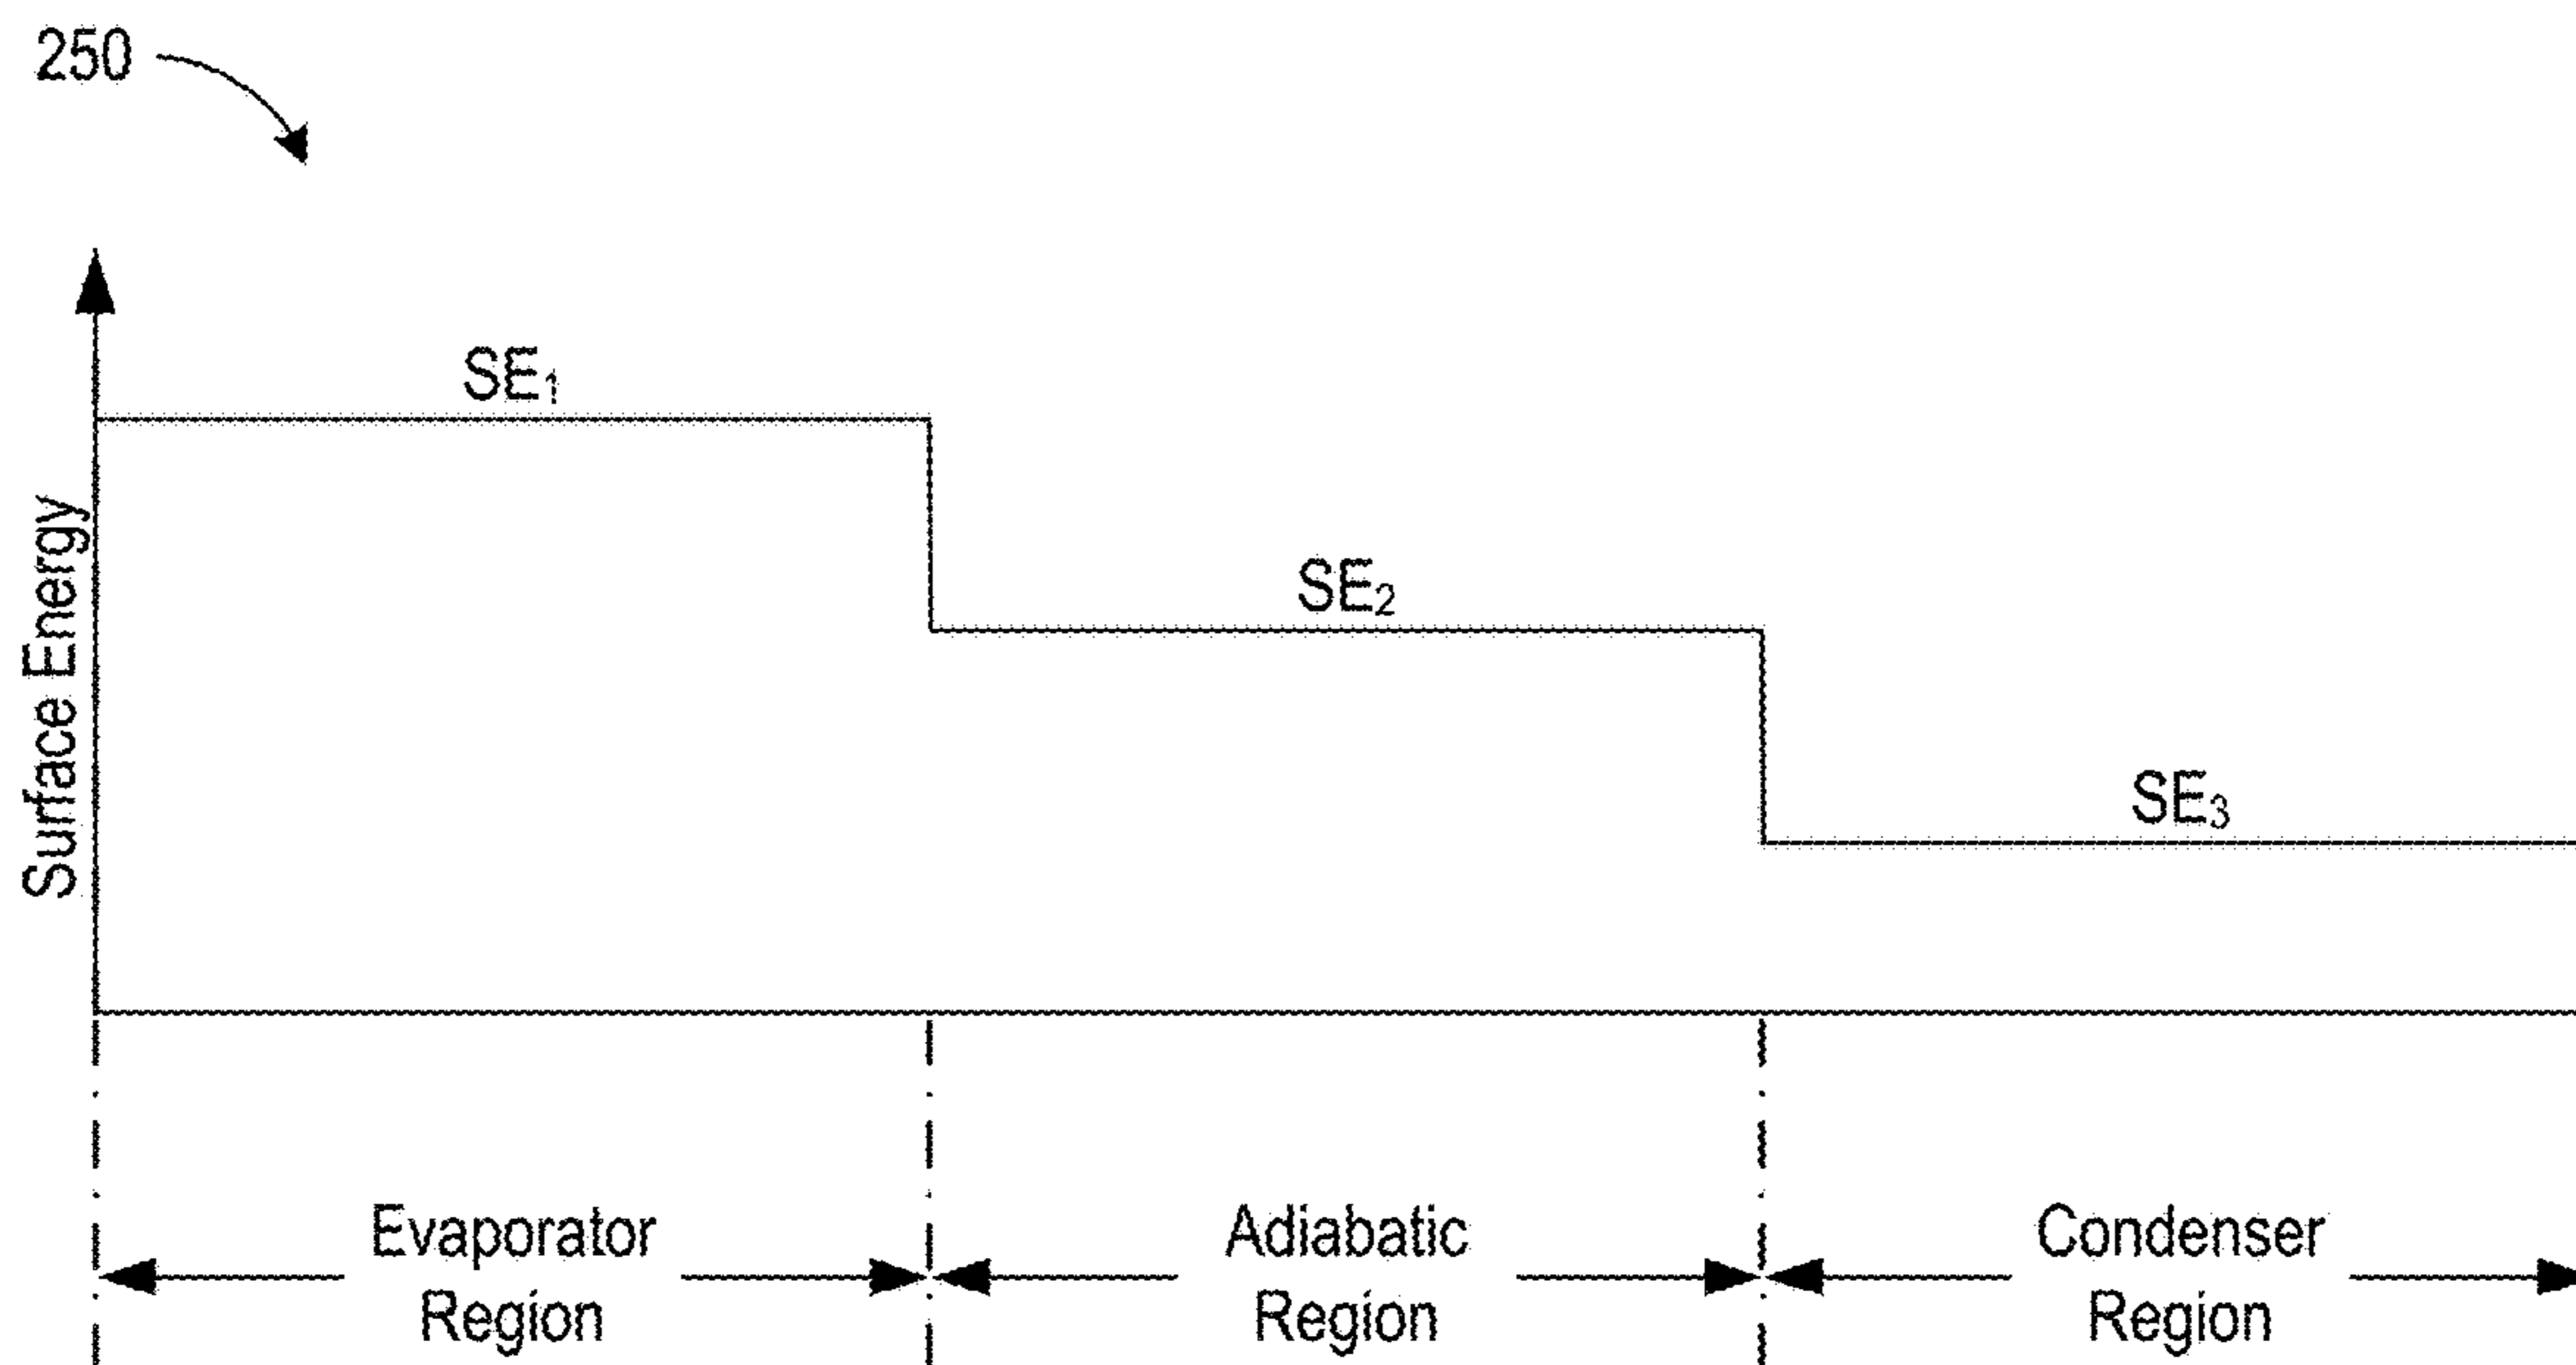 250
SE₁
SE₂
SE₃
Surface Energy
Evaporator
Region
Adiabatic
Region
Condenser
Region